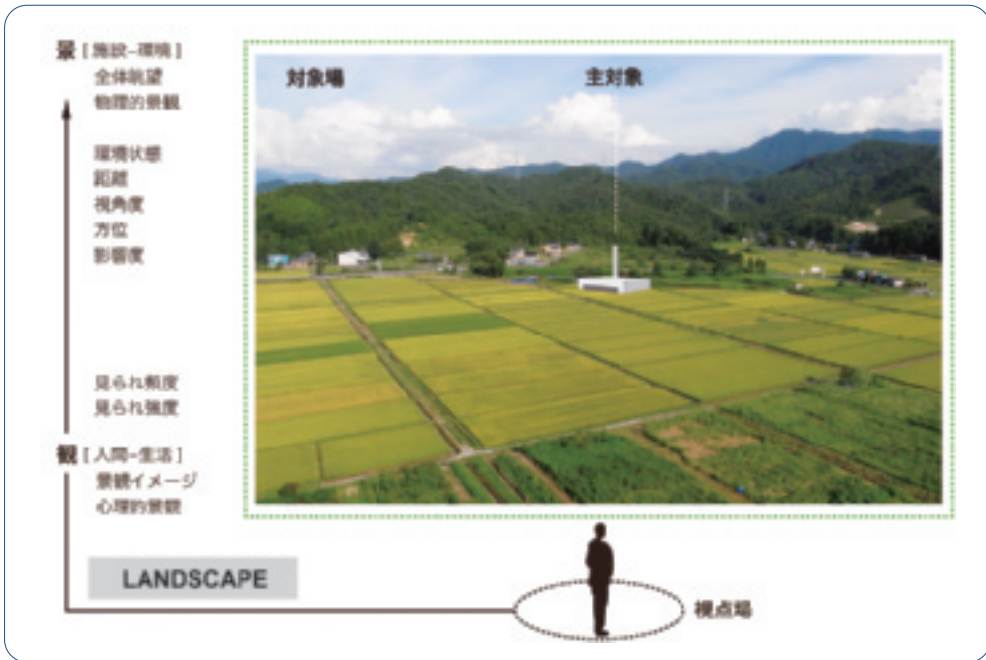 景 [ 施設–環境 ]
全体眺望
物理的景観
環境状態
距離
視角度
方位
影響度
見られ頻度
見られ強度
観 [ 人間–生活 ]
景観イメージ
心理的景観
対象場
主対象
LANDSCAPE
視点場